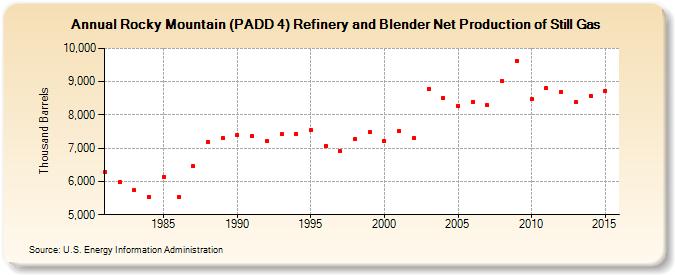 Annual Rocky Mountain (PADD 4) Refinery and Blender Net Production of Still Gas
Thousand Barrels
10,000
9,000
8,000
7,000
6,000
5,000
1985 1990 1995 2000 2005 2010 2015
Source: U.S. Energy Information Administration